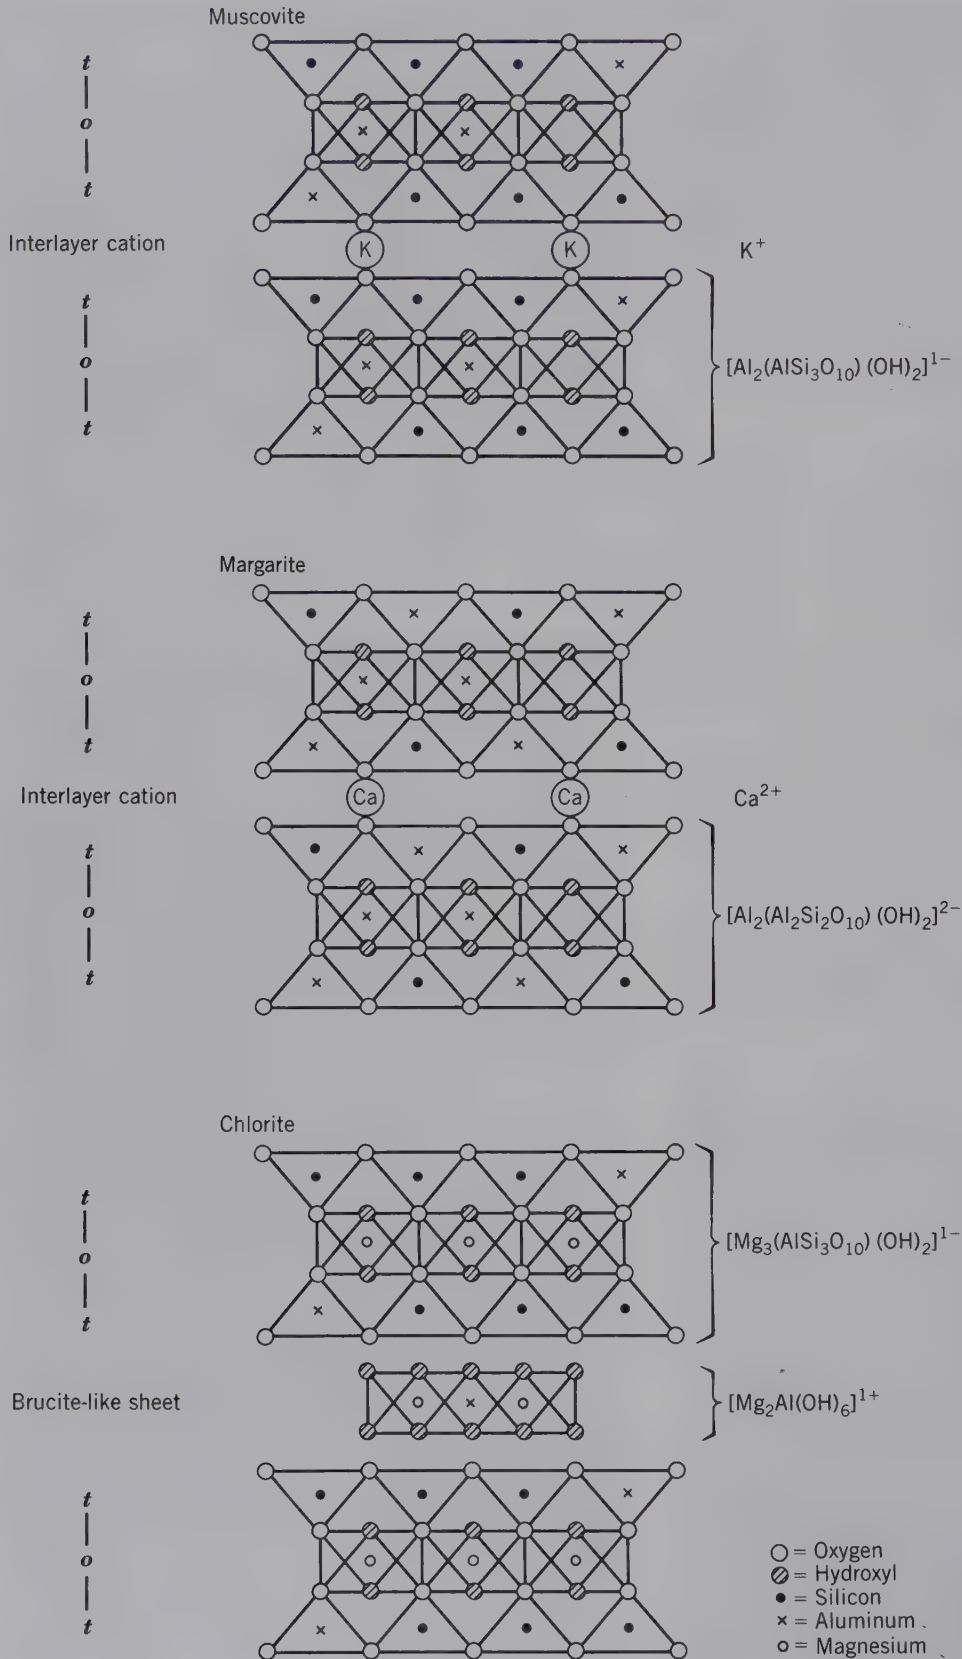 Muscovite
t
o
t
Interlayer cation K K K⁺
t
o
t
[Al₂(AlSi₃O₁₀)(OH)₂]¹⁻
Margarite
t
o
t
Interlayer cation Ca Ca Ca²⁺
t
o
t
[Al₂(Al₂Si₂O₁₀)(OH)₂]²⁻
Chlorite
t
o
t
[Mg₃(AlSi₃O₁₀)(OH)₂]¹⁻
Brucite-like sheet [Mg₂Al(OH)₆]¹⁺
t
o
t
= Oxygen
= Hydroxyl
= Silicon
= Aluminum
= Magnesium